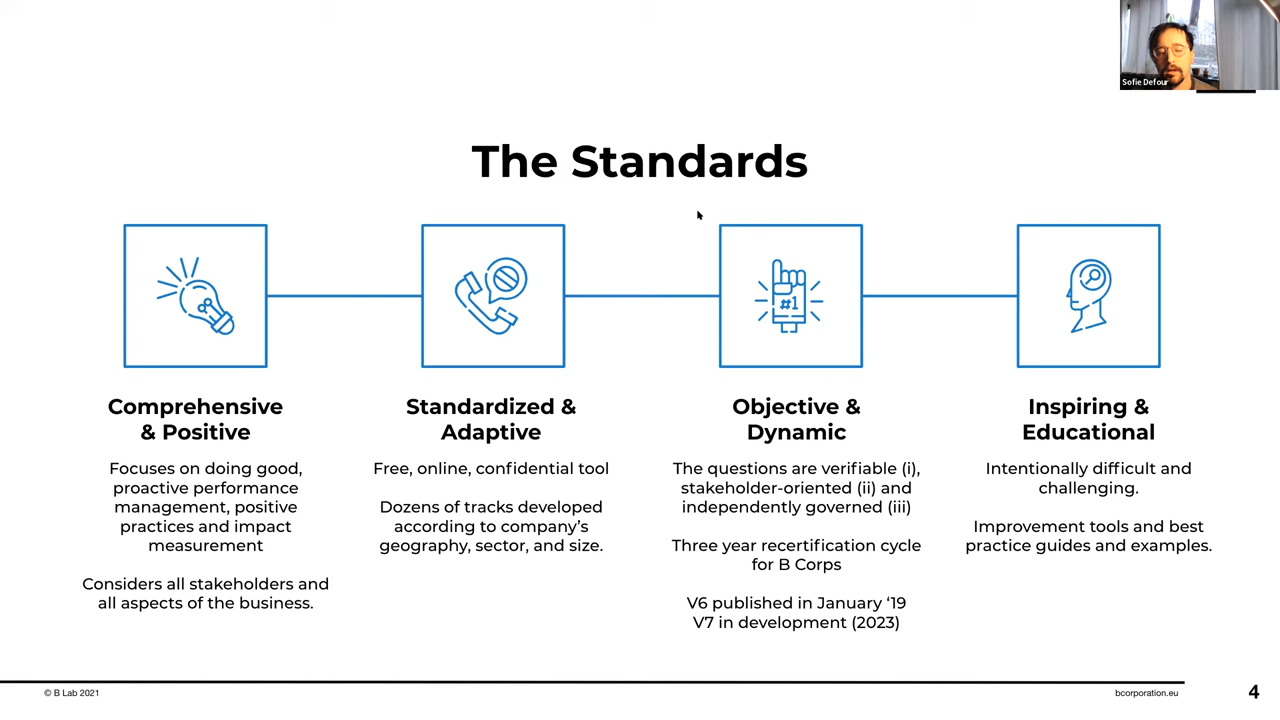 Sofie Defour
The Standards
#1
Comprehensive
& Positive
Focuses on doing good,
proactive performance
management, positive
practices and impact
measurement
Considers all stakeholders and
all aspects of the business.
Standardized &
Adaptive
Free, online, confidential tool
Dozens of tracks developed
according to company’s
geography, sector, and size.
Objective &
Dynamic
The questions are verifiable (i),
stakeholder-oriented (ii) and
independently governed (iii)
Three year recertification cycle
for B Corps
V6 published in January ‘19
V7 in development (2023)
Inspiring &
Educational
Intentionally difficult and
challenging.
Improvement tools and best
practice guides and examples.
© B Lab 2021
bcorporation.eu
4